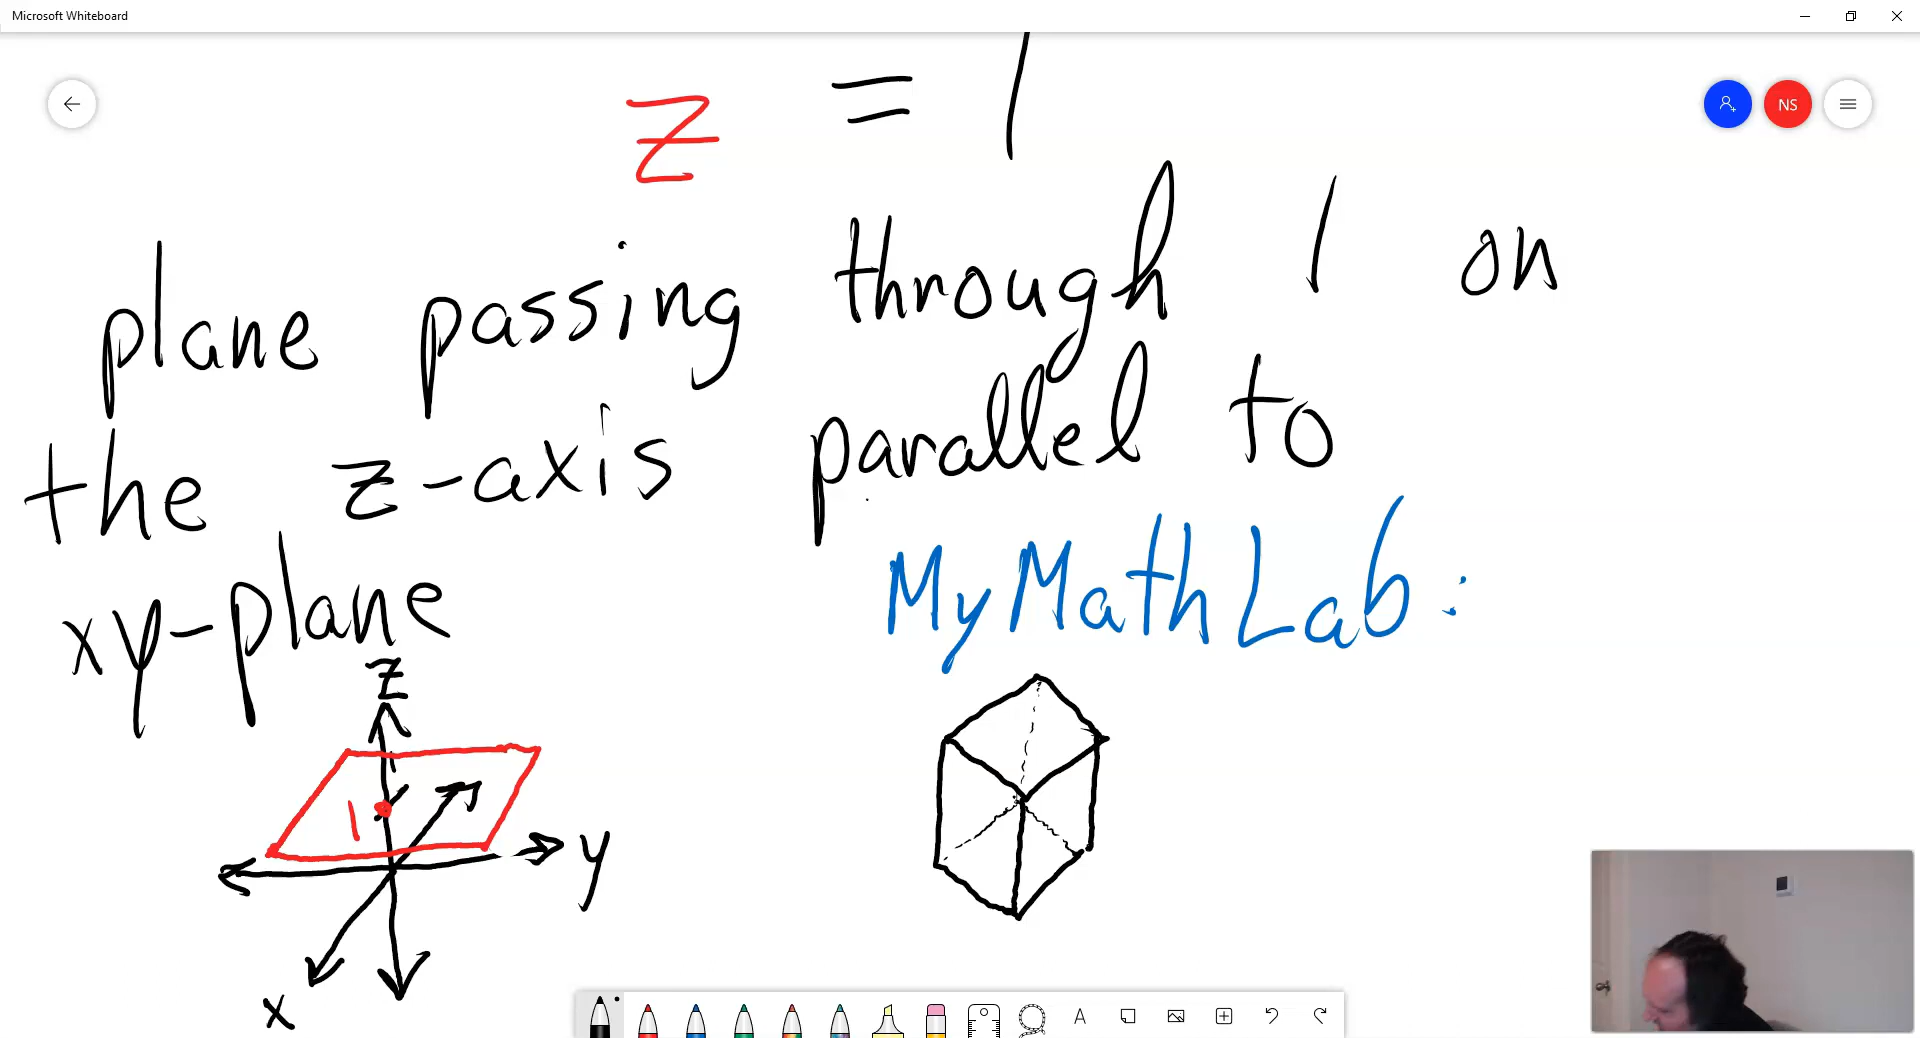 Microsoft Whiteboard
z = 1
NS
plane passing through 1 on
the z-axis parallel to
xy-plane
MyMathLab:
z
1
y
x
A